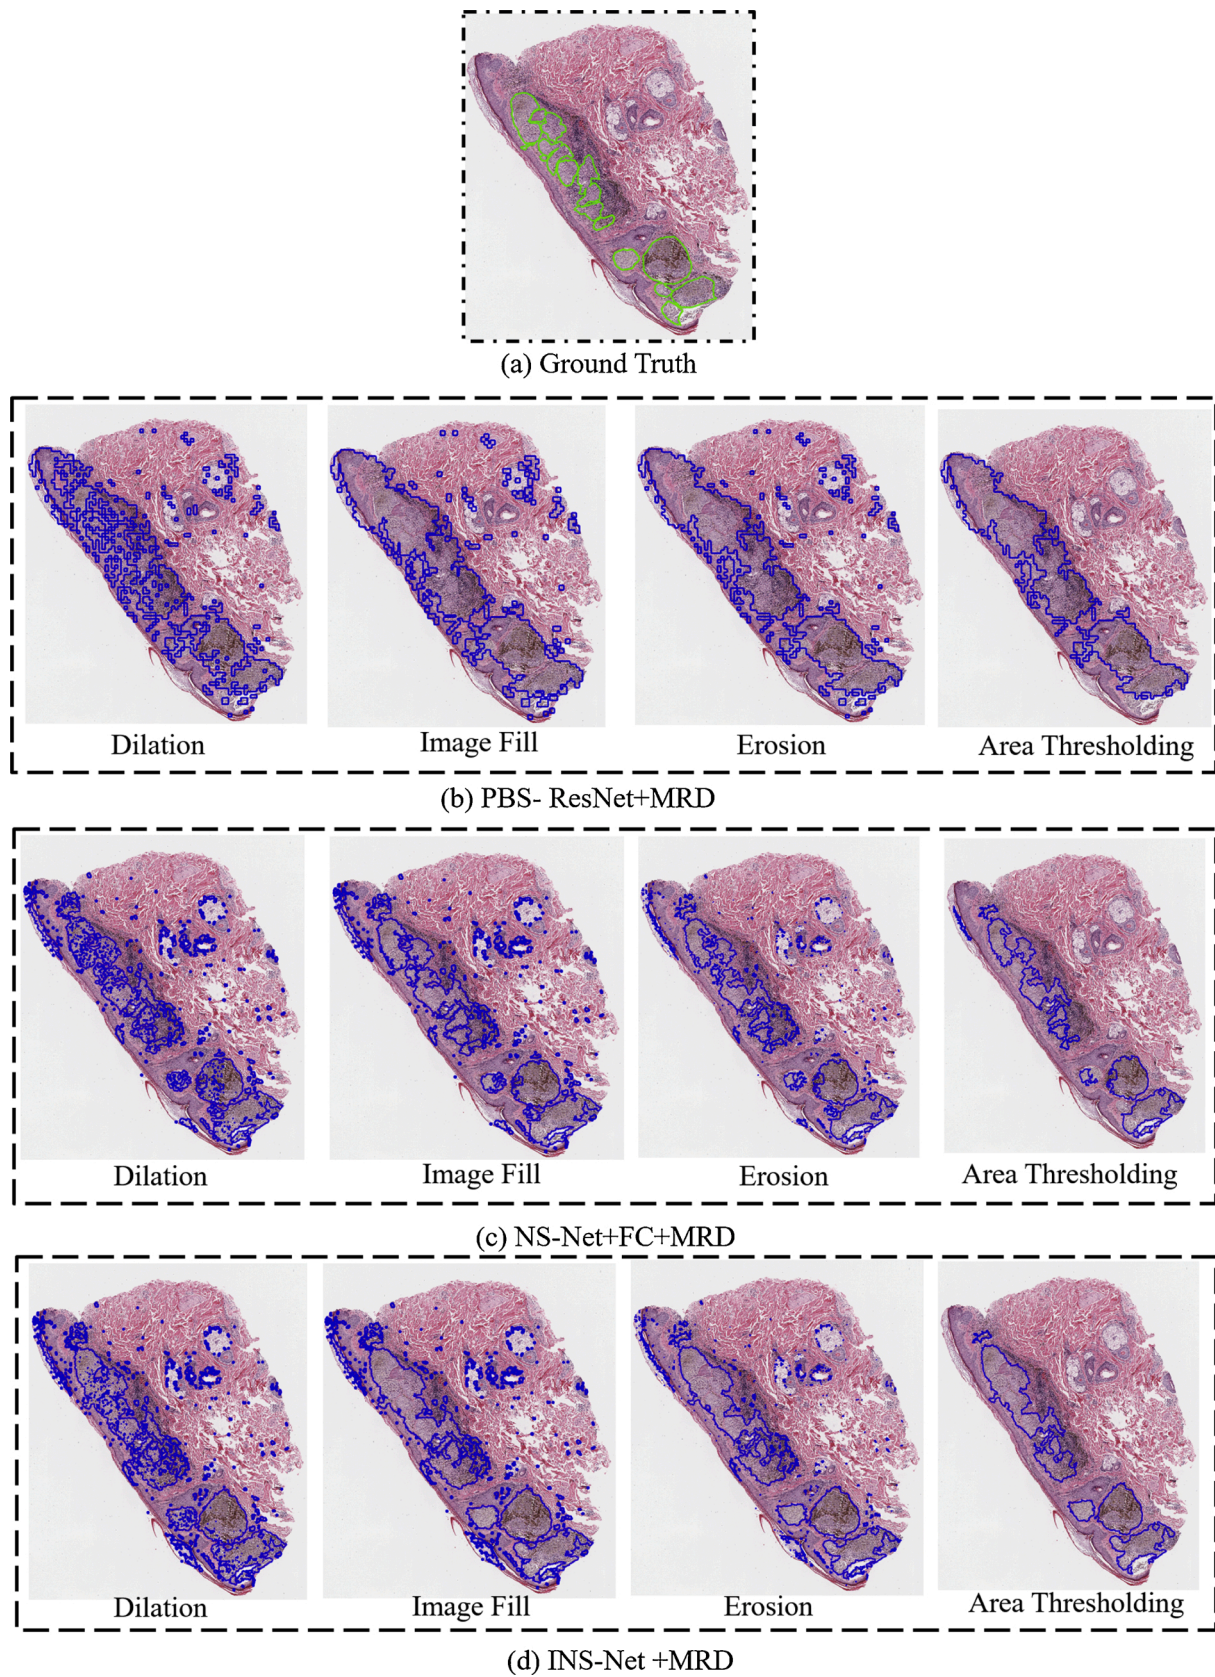 (a) Ground Truth
Dilation
Image Fill
Erosion
Area Thresholding
(b) PBS- ResNet+MRD
Dilation
Image Fill
Erosion
Area Thresholding
(c) NS-Net+FC+MRD
Dilation
Image Fill
Erosion
Area Thresholding
(d) INS-Net +MRD